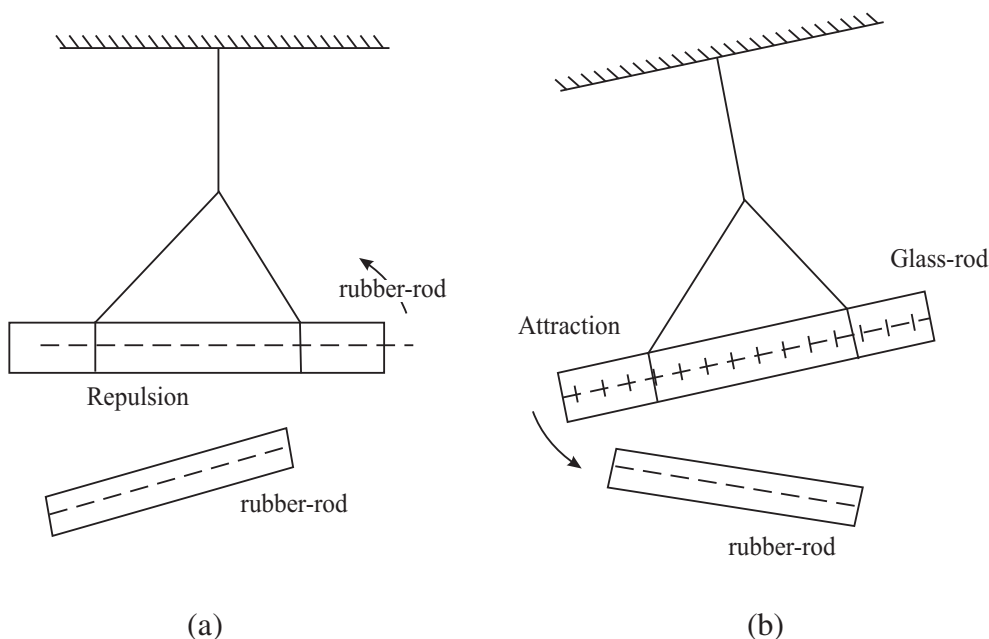 rubber-rod
Repulsion
rubber-rod
(a)
Glass-rod
Attraction
rubber-rod
(b)